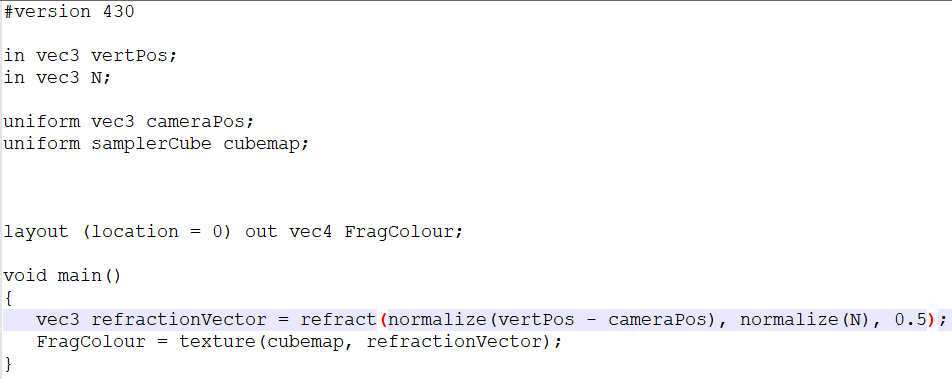 #version 430
in vec3 vertPos;
in vec3 N;
uniform vec3 cameraPos;
uniform samplerCube cubemap;
layout (location = 0) out vec4 FragColour;
void main()
{
vec3 refractionVector = refract(normalize(vertPos - cameraPos), normalize(N), 0.5);
FragColour = texture(cubemap, refractionVector);
}